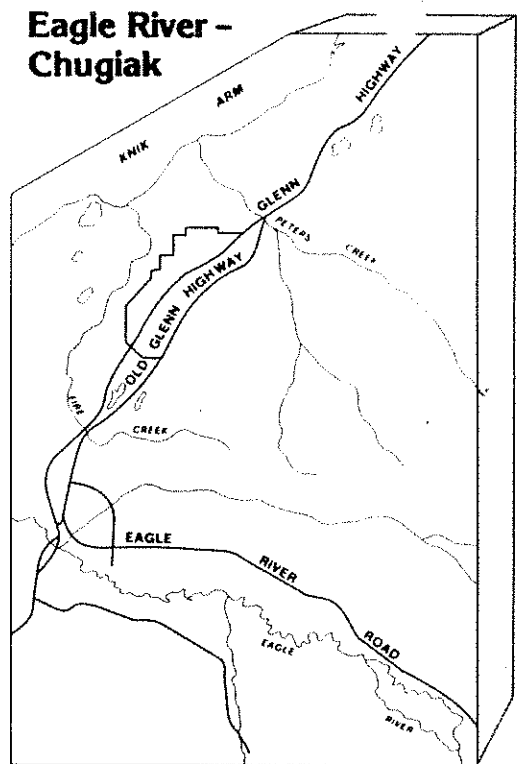 Eagle River –
Chugiak
KNIK ARM
GLENN HIGHWAY
PETERS CREEK
OLD GLENN HIGHWAY
FIRE CREEK
EAGLE RIVER ROAD
EAGLE RIVER